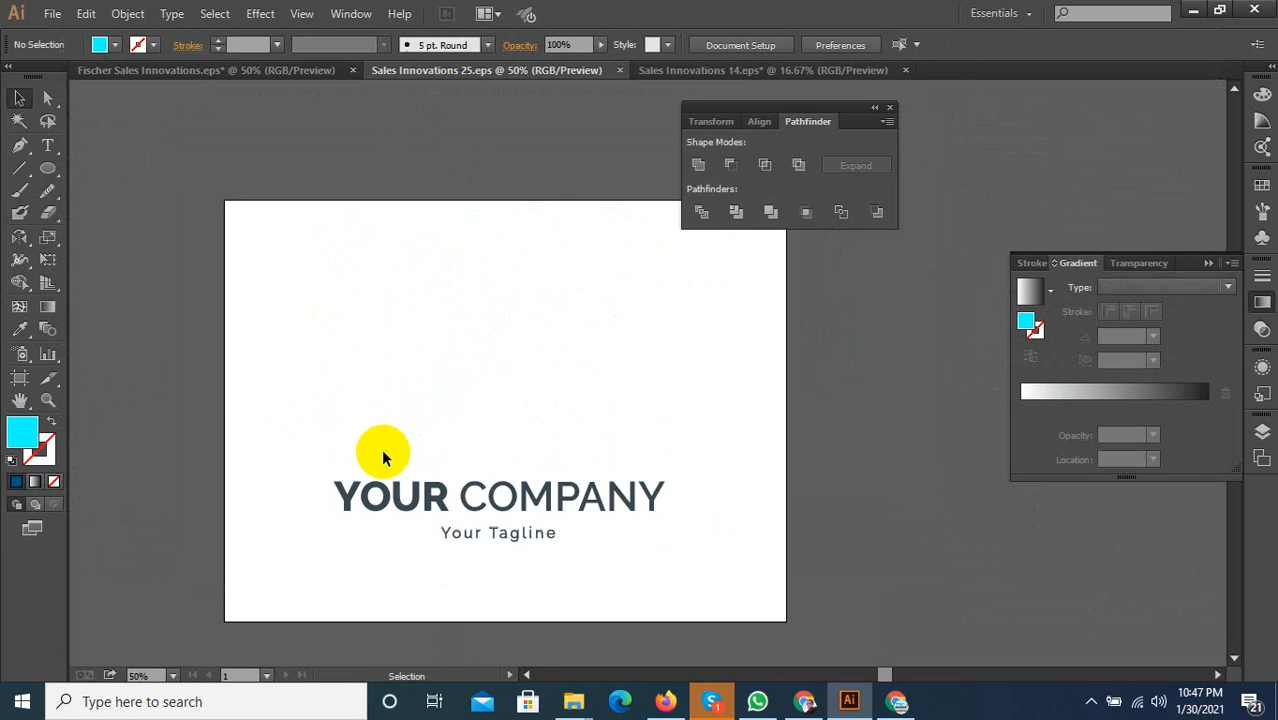 Ai File Edit Object Type Select Effect View Window Help Br Essentials
No Selection Stroke: 5 pt. Round Opacity: 100% Style: Document Setup Preferences
Fischer Sales Innovations.eps* @ 50% (RGB/Preview) × Sales Innovations 25.eps @ 50% (RGB/Preview) × Sales Innovations 14.eps* @ 16.67% (RGB/Preview) ×
Transform Align Pathfinder
Shape Modes:
Expand
Pathfinders:
Stroke Gradient Transparency
Type:
Stroke:
Opacity:
Location:
YOUR COMPANY
Your Tagline
50% 1 Selection
Type here to search
S 1
Ai
10:47 PM
1/30/2021
21